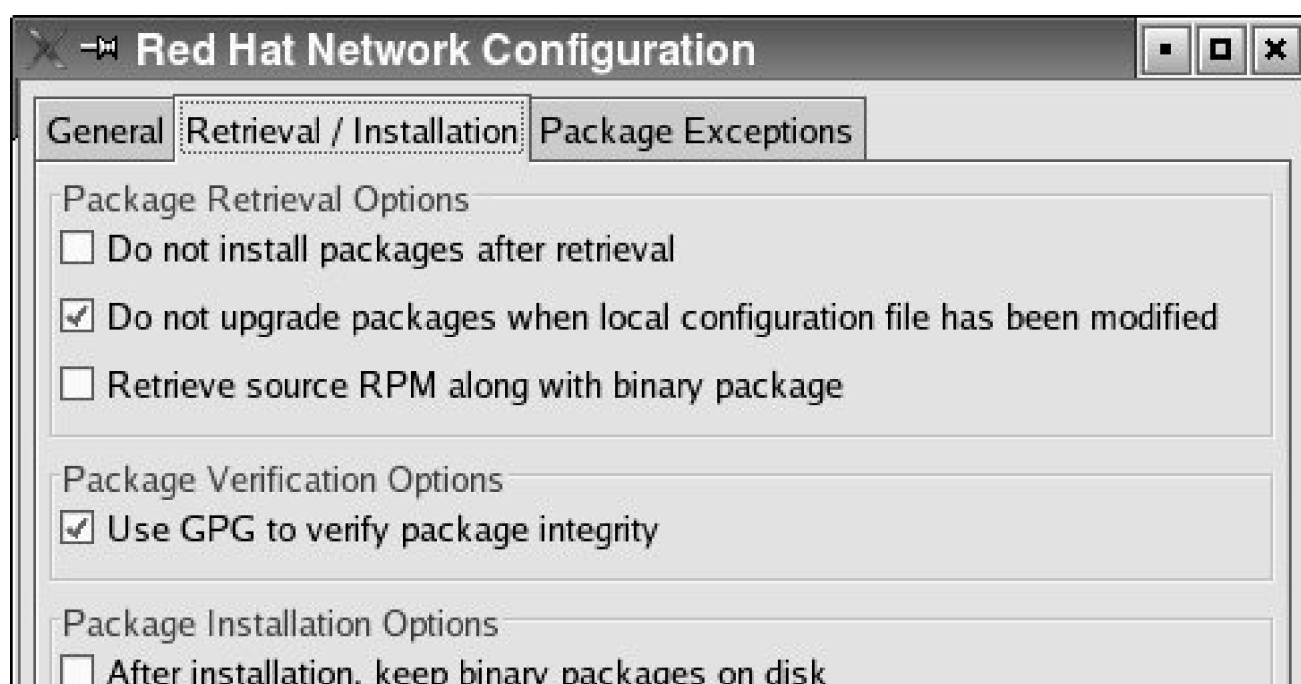 Red Hat Network Configuration
General Retrieval / Installation Package Exceptions
Package Retrieval Options
Do not install packages after retrieval
Do not upgrade packages when local configuration file has been modified
Retrieve source RPM along with binary package
Package Verification Options
Use GPG to verify package integrity
Package Installation Options
After installation, keep binary packages on disk